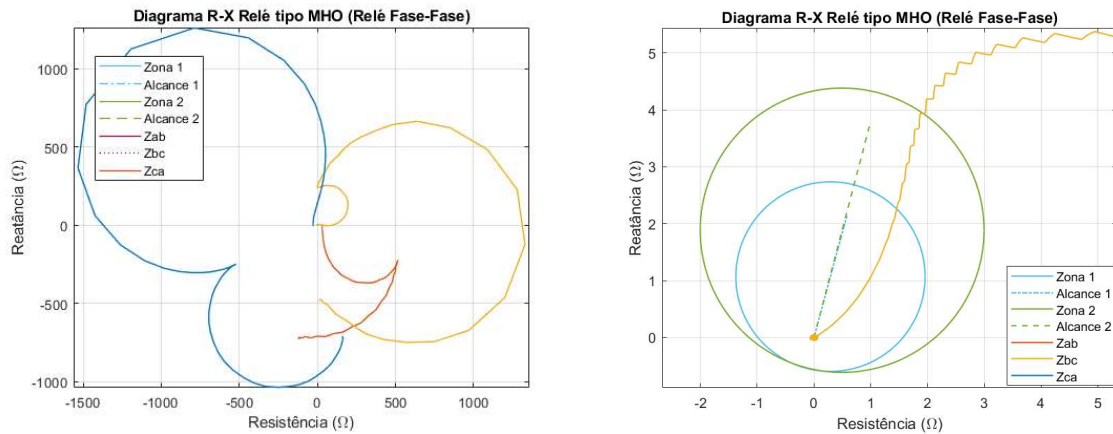 Diagrama R-X Relé tipo MHO (Relé Fase-Fase)
Reatância (Ω)
1000
500
0
-500
-1000
Zona 1
Alcance 1
Zona 2
Alcance 2
Zab
Zbc
Zca
-1500 -1000 -500 0 500 1000
Resistência (Ω)
Diagrama R-X Relé tipo MHO (Relé Fase-Fase)
Reatância (Ω)
5
4
3
2
1
0
Zona 1
Alcance 1
Zona 2
Alcance 2
Zab
Zbc
Zca
-2 -1 0 1 2 3 4 5
Resistência (Ω)